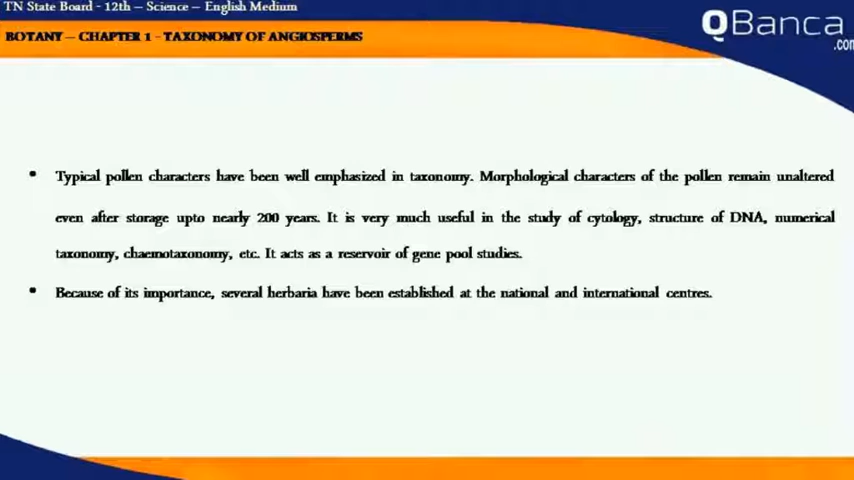 TN State Board - 12th – Science – English Medium
BOTANY – CHAPTER 1 - TAXONOMY OF ANGIOSPERMS
QBanca
.com
• Typical pollen characters have been well emphasized in taxonomy. Morphological characters of the pollen remain unaltered
even after storage upto nearly 200 years. It is very much useful in the study of cytology, structure of DNA, numerical
taxonomy, chaemotaxonomy, etc. It acts as a reservoir of gene pool studies.
• Because of its importance, several herbaria have been established at the national and international centres.